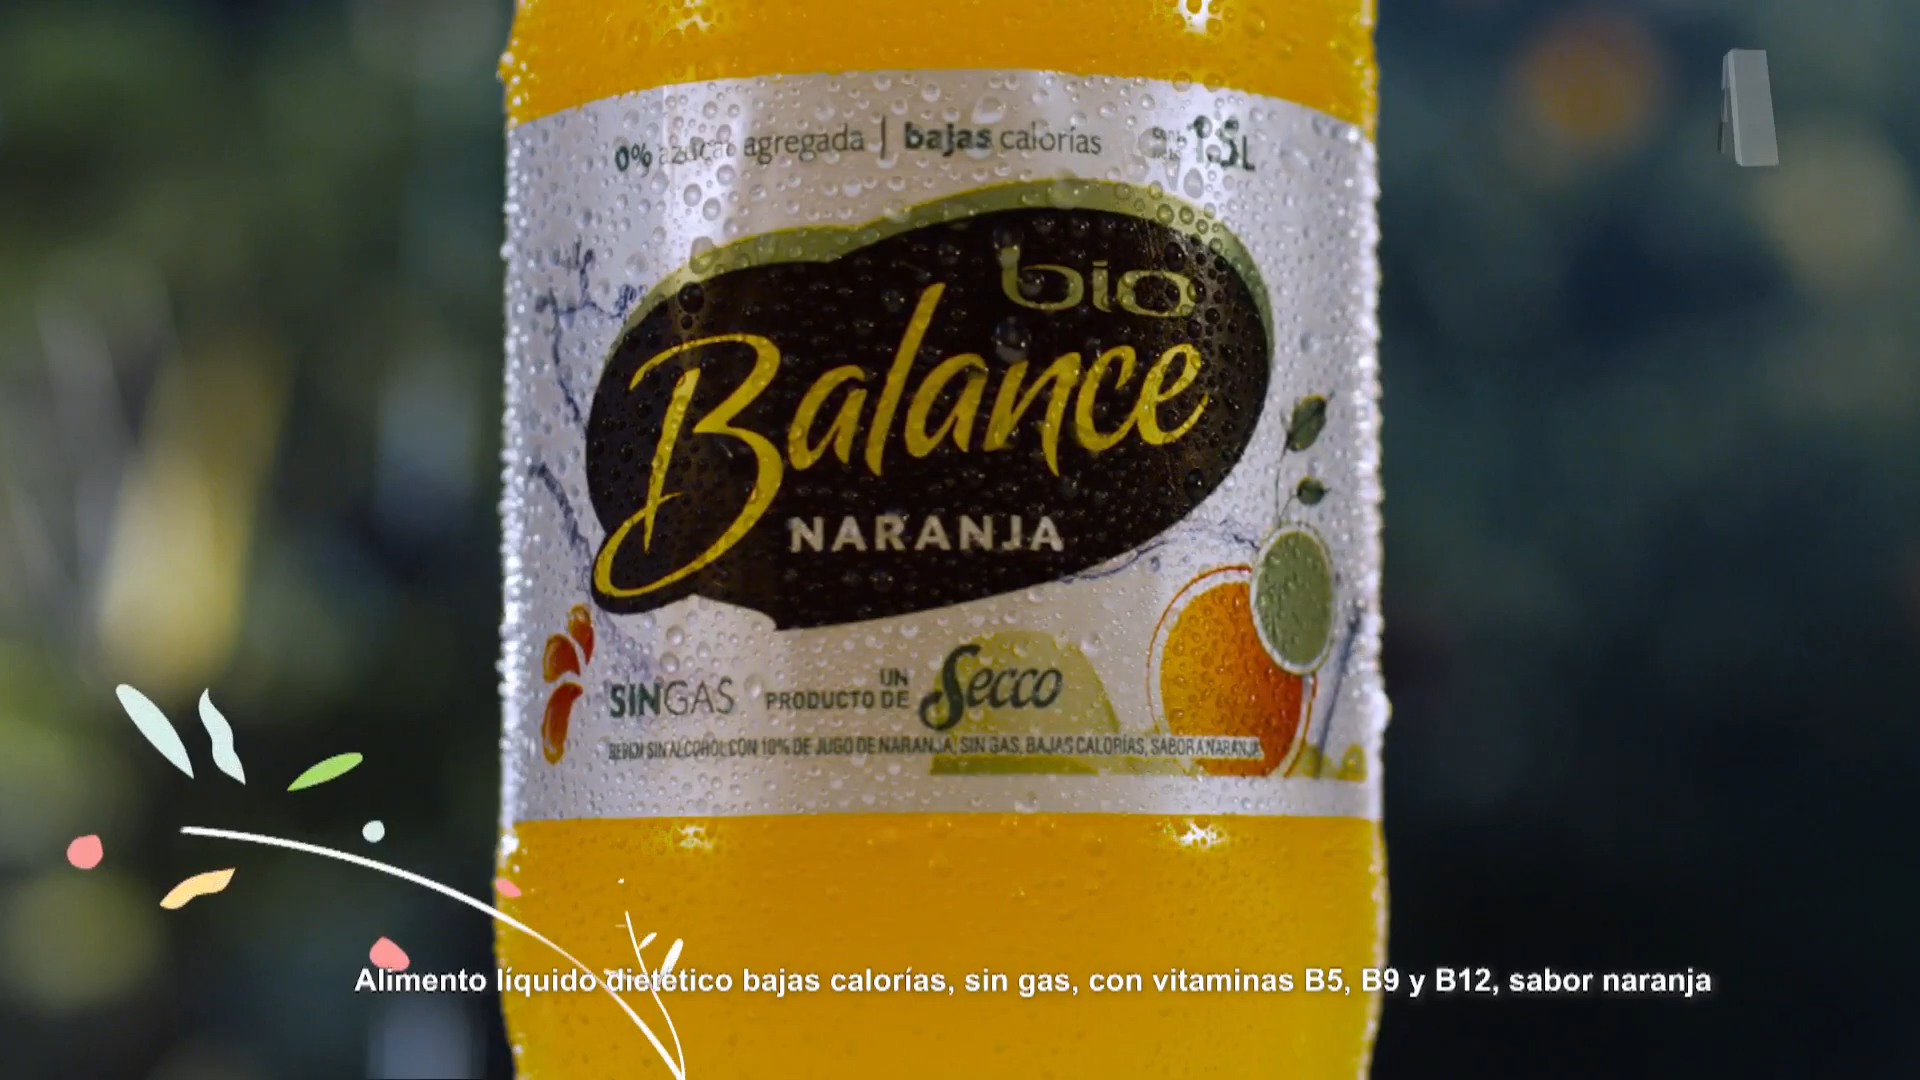 0% azúcar agregada | bajas calorías
1.5L
bio
Balance
NARANJA
SINGAS
UN
PRODUCTO DE
Secco
SIN ALCOHOL CON 10% DE JUGO DE NARANJA, SIN GAS, BAJAS CALORÍAS, SABOR A NARANJA
Alimento líquido dietético bajas calorías, sin gas, con vitaminas B5, B9 y B12, sabor naranja